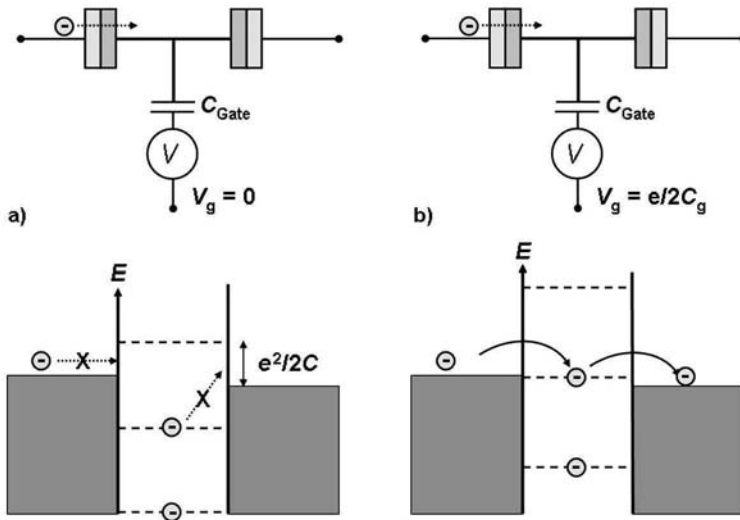 C_Gate
V
V_g = 0
a)
C_Gate
V
V_g = e/2C_g
b)
E
X
e²/2C
X
E